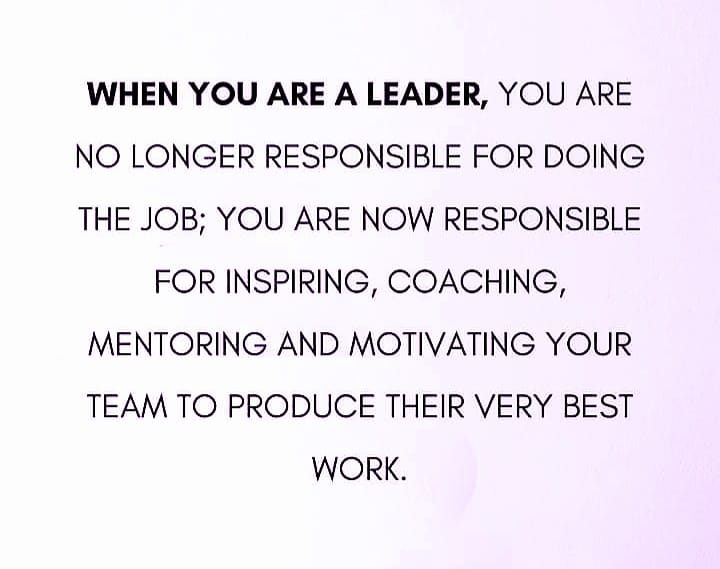 WHEN YOU ARE A LEADER, YOU ARE
NO LONGER RESPONSIBLE FOR DOING
THE JOB; YOU ARE NOW RESPONSIBLE
FOR INSPIRING, COACHING,
MENTORING AND MOTIVATING YOUR
TEAM TO PRODUCE THEIR VERY BEST
WORK.